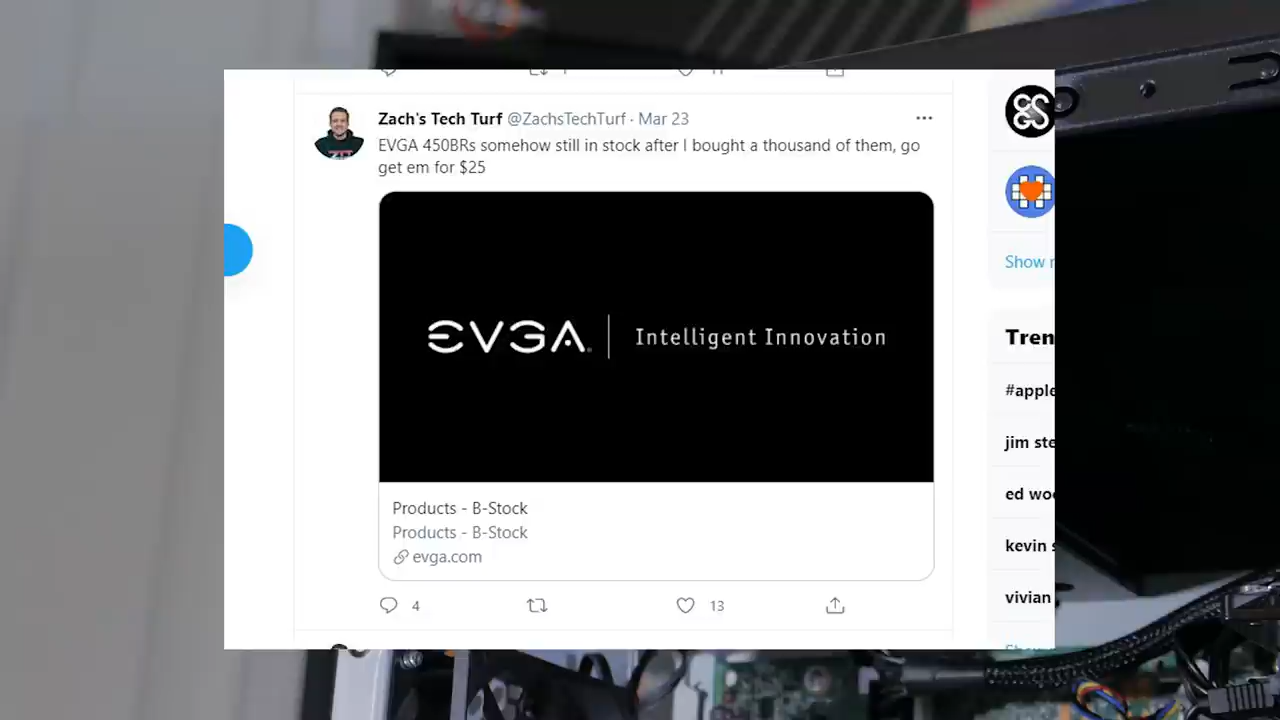 Zach's Tech Turf @ZachsTechTurf · Mar 23
EVGA 450BRs somehow still in stock after I bought a thousand of them, go
get em for $25
EVGA | Intelligent Innovation
Products - B-Stock
Products - B-Stock
evga.com
4
13
Show
Tren
#apple
jim ste
ed woo
kevin s
vivian